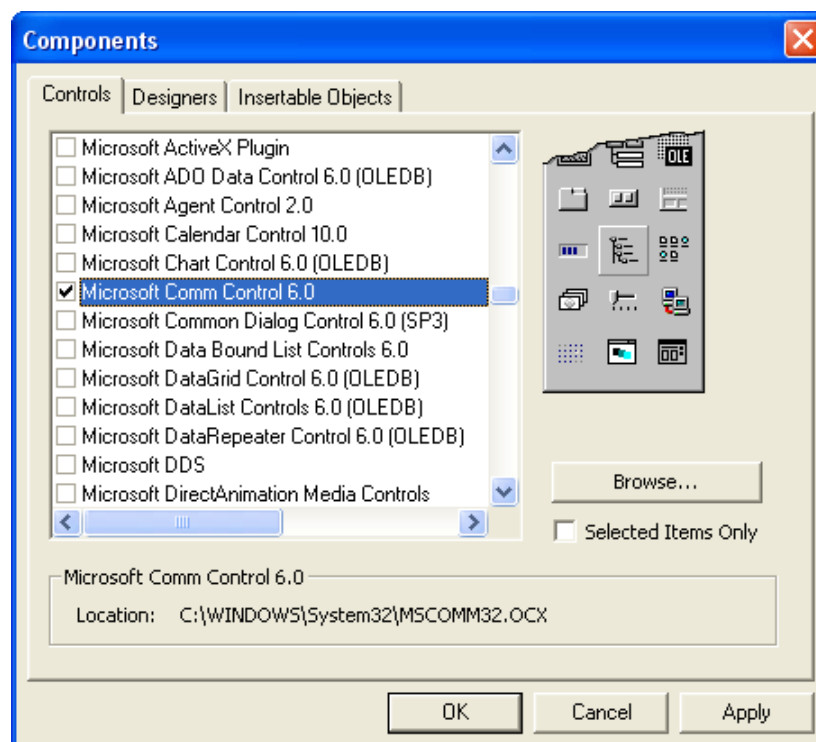 Components
Controls Designers Insertable Objects
Microsoft ActiveX Plugin
Microsoft ADO Data Control 6.0 (OLEDB)
Microsoft Agent Control 2.0
Microsoft Calendar Control 10.0
Microsoft Chart Control 6.0 (OLEDB)
Microsoft Comm Control 6.0
Microsoft Common Dialog Control 6.0 (SP3)
Microsoft Data Bound List Controls 6.0
Microsoft DataGrid Control 6.0 (OLEDB)
Microsoft DataList Controls 6.0 (OLEDB)
Microsoft DataRepeater Control 6.0 (OLEDB)
Microsoft DDS
Microsoft DirectAnimation Media Controls
OLE
Browse...
Selected Items Only
Microsoft Comm Control 6.0
Location: C:\WINDOWS\System32\MSCOMM32.OCX
OK Cancel Apply